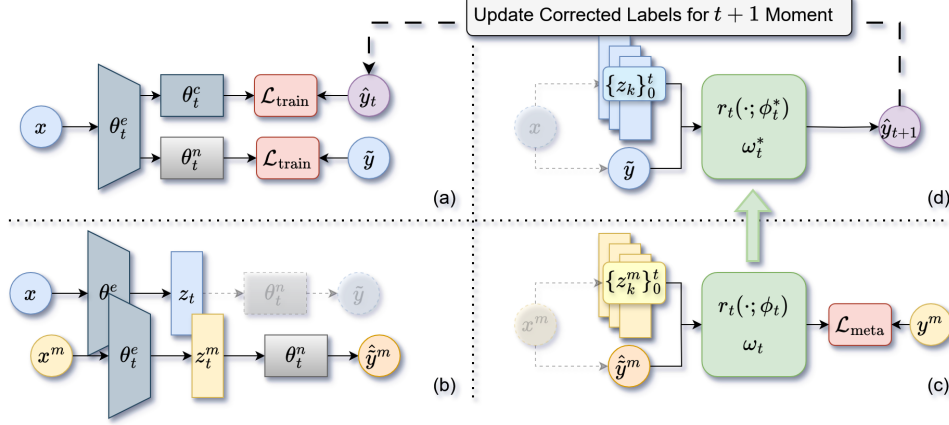 Update Corrected Labels for t + 1 Moment
x
θ_t^e
θ_t^c
L_train
ŷ_t
θ_t^n
L_train
ỹ
(a)
x
{z_k}_0^t
ỹ
r_t(·; ϕ_t^*)
ω_t^*
ŷ_{t+1}
(d)
x
θ^e
z_t
θ_t^n
ỹ
x^m
θ_t^e
z_t^m
θ_t^n
ỹ̂^m
(b)
x^m
{z_k^m}_0^t
ỹ̂^m
r_t(·; ϕ_t)
ω_t
L_meta
y^m
(c)